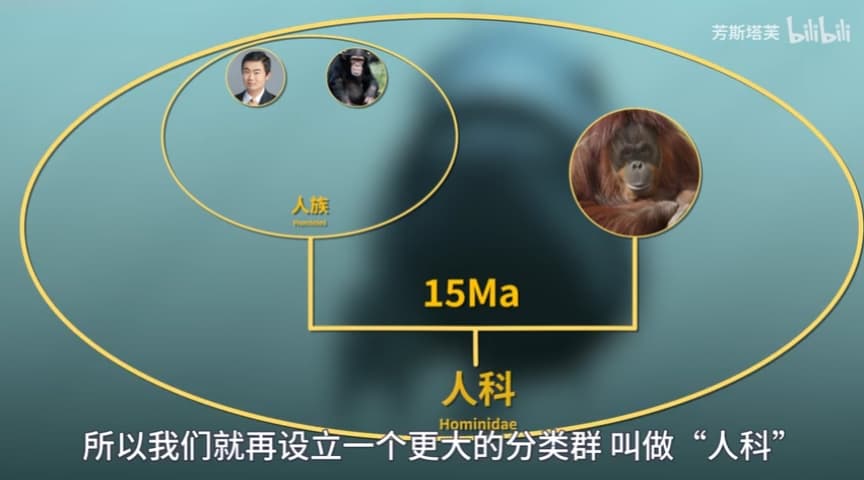 芳斯塔芙 bilibili
人族
Hominini
15Ma
人科
Hominidae
所以我们就再设立一个更大的分类群 叫做“人科”